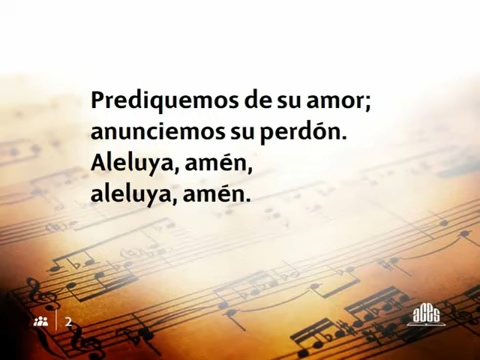 Prediquemos de su amor;
anunciemos su perdón.
Aleluya, amén,
aleluya, amén.
2
aces